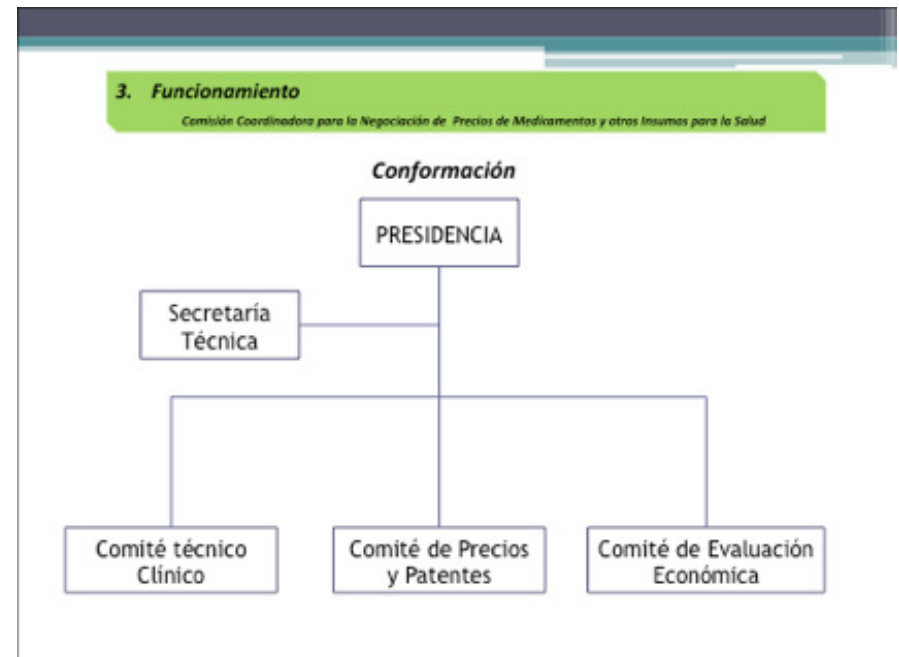 3. Funcionamiento
Comisión Coordinadora para la Negociación de Precios de Medicamentos y otros Insumos para la Salud
Conformación
PRESIDENCIA
Secretaría
Técnica
Comité técnico
Clínico
Comité de Precios
y Patentes
Comité de Evaluación
Económica